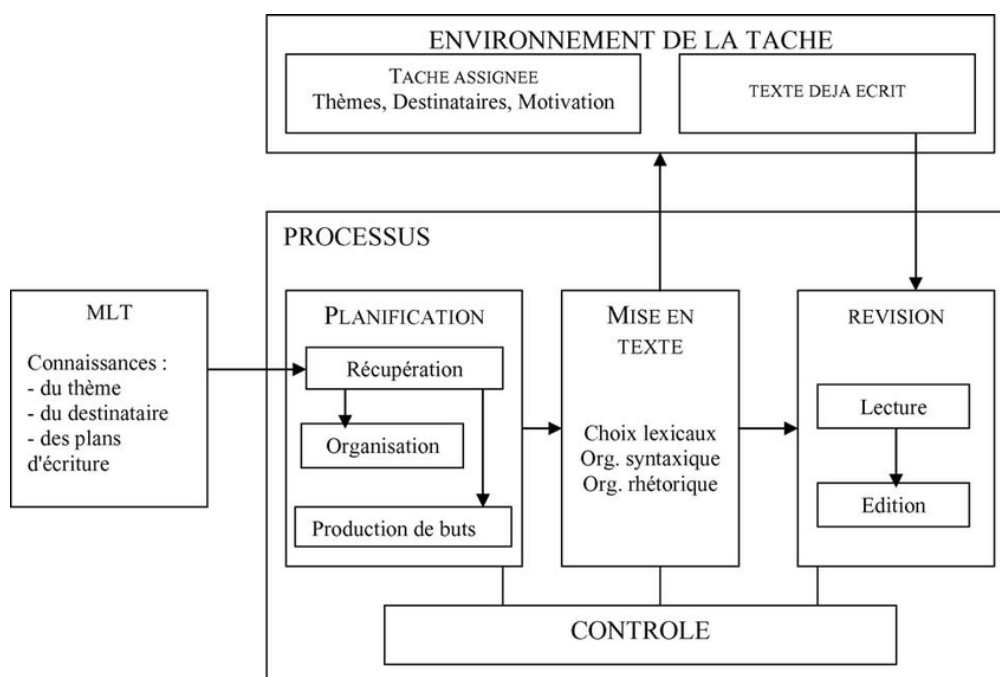 ENVIRONNEMENT DE LA TACHE
TACHE ASSIGNEE
Thèmes, Destinataires, Motivation
TEXTE DEJA ECRIT
PROCESSUS
MLT
Connaissances :
- du thème
- du destinataire
- des plans
d'écriture
PLANIFICATION
Récupération
Organisation
Production de buts
MISE EN
TEXTE
Choix lexicaux
Org. syntaxique
Org. rhétorique
REVISION
Lecture
Edition
CONTROLE